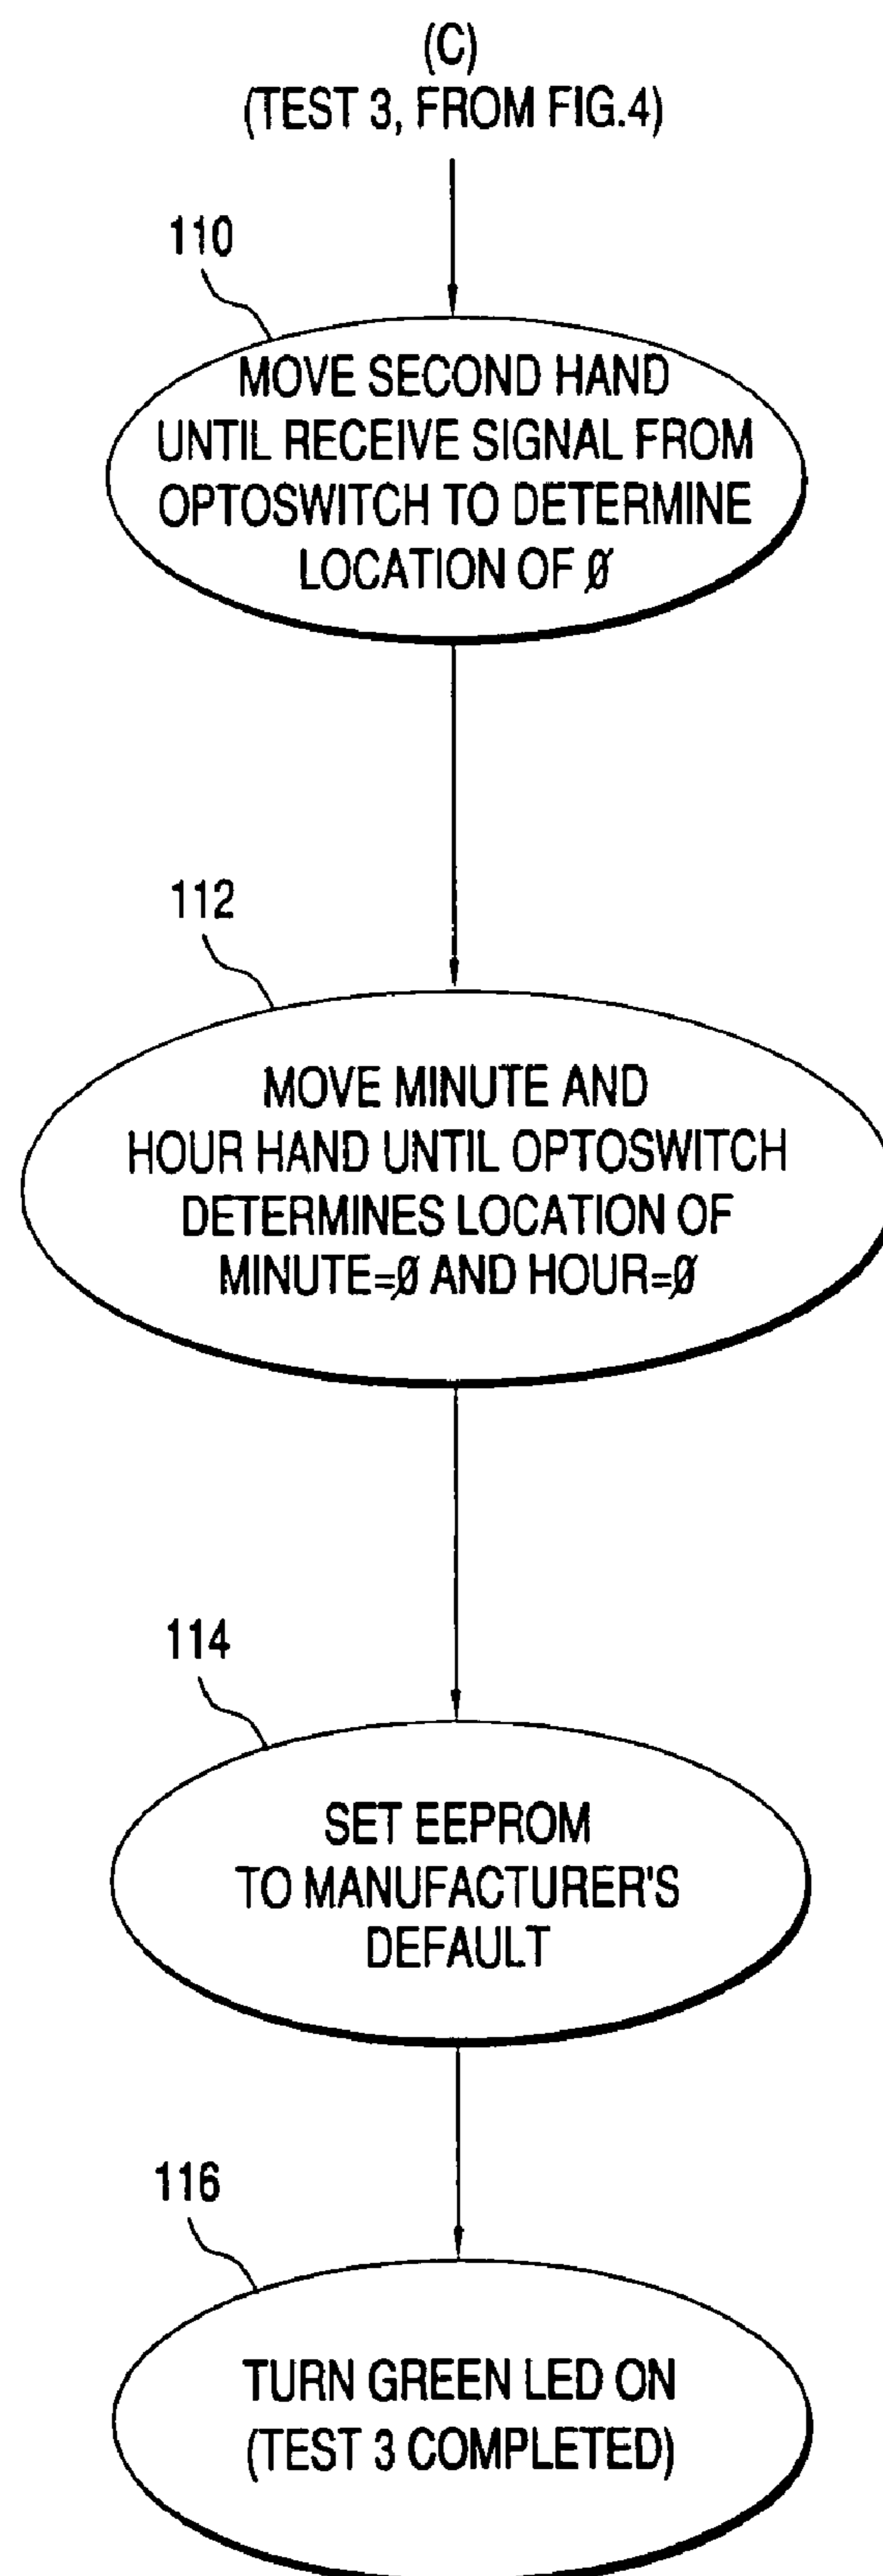 (C)
(TEST 3, FROM FIG.4)
110
MOVE SECOND HAND
UNTIL RECEIVE SIGNAL FROM
OPTOSWITCH TO DETERMINE
LOCATION OF Ø
112
MOVE MINUTE AND
HOUR HAND UNTIL OPTOSWITCH
DETERMINES LOCATION OF
MINUTE=Ø AND HOUR=Ø
114
SET EEPROM
TO MANUFACTURER'S
DEFAULT
116
TURN GREEN LED ON
(TEST 3 COMPLETED)